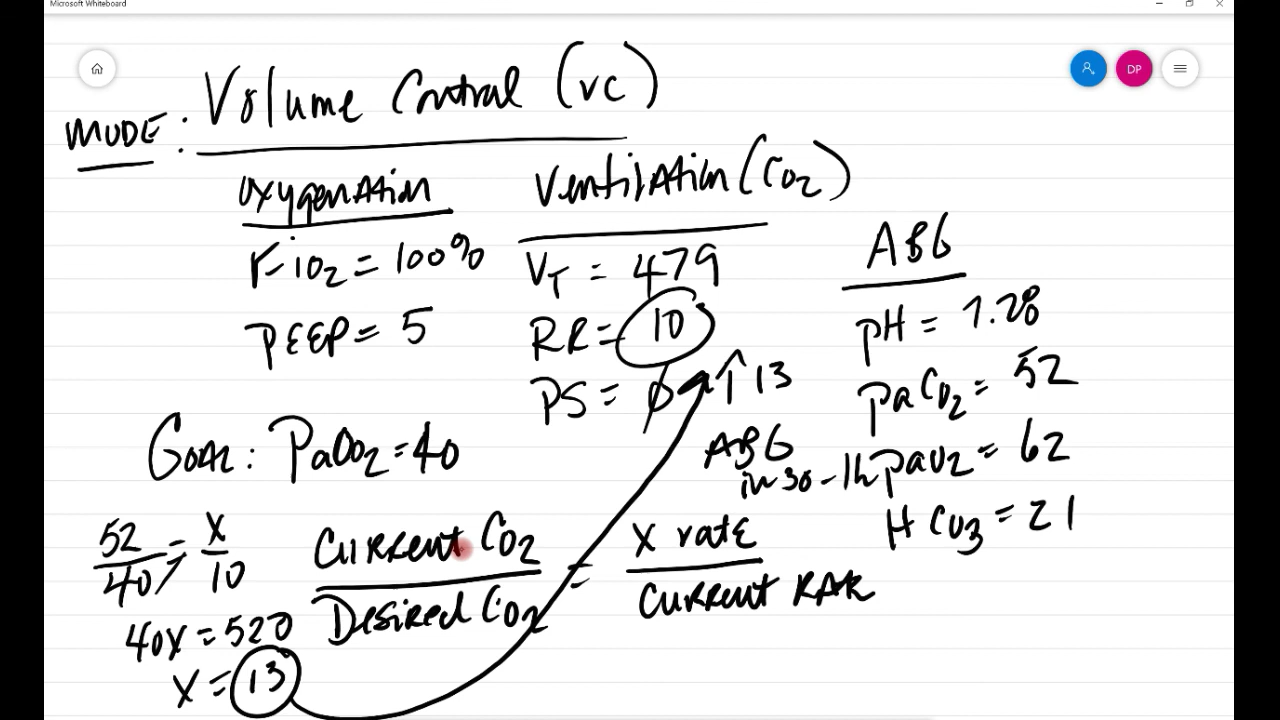 Microsoft Whiteboard
DP
MODE: Volume Control (VC)
Oxygenation
FiO2 = 100%
PEEP = 5
Ventilation (CO2)
VT = 479
RR = 10
PS = ∅ ↑ 13
ABG
in 30 - 1h
ABG
pH = 7.28
PaCO2 = 52
PaO2 = 62
HCO3 = 21
GOAL: PaCO2 = 40
52/40 = X/10
40X = 520
X = 13
Current CO2 / Desired CO2 = X rate / Current RATE